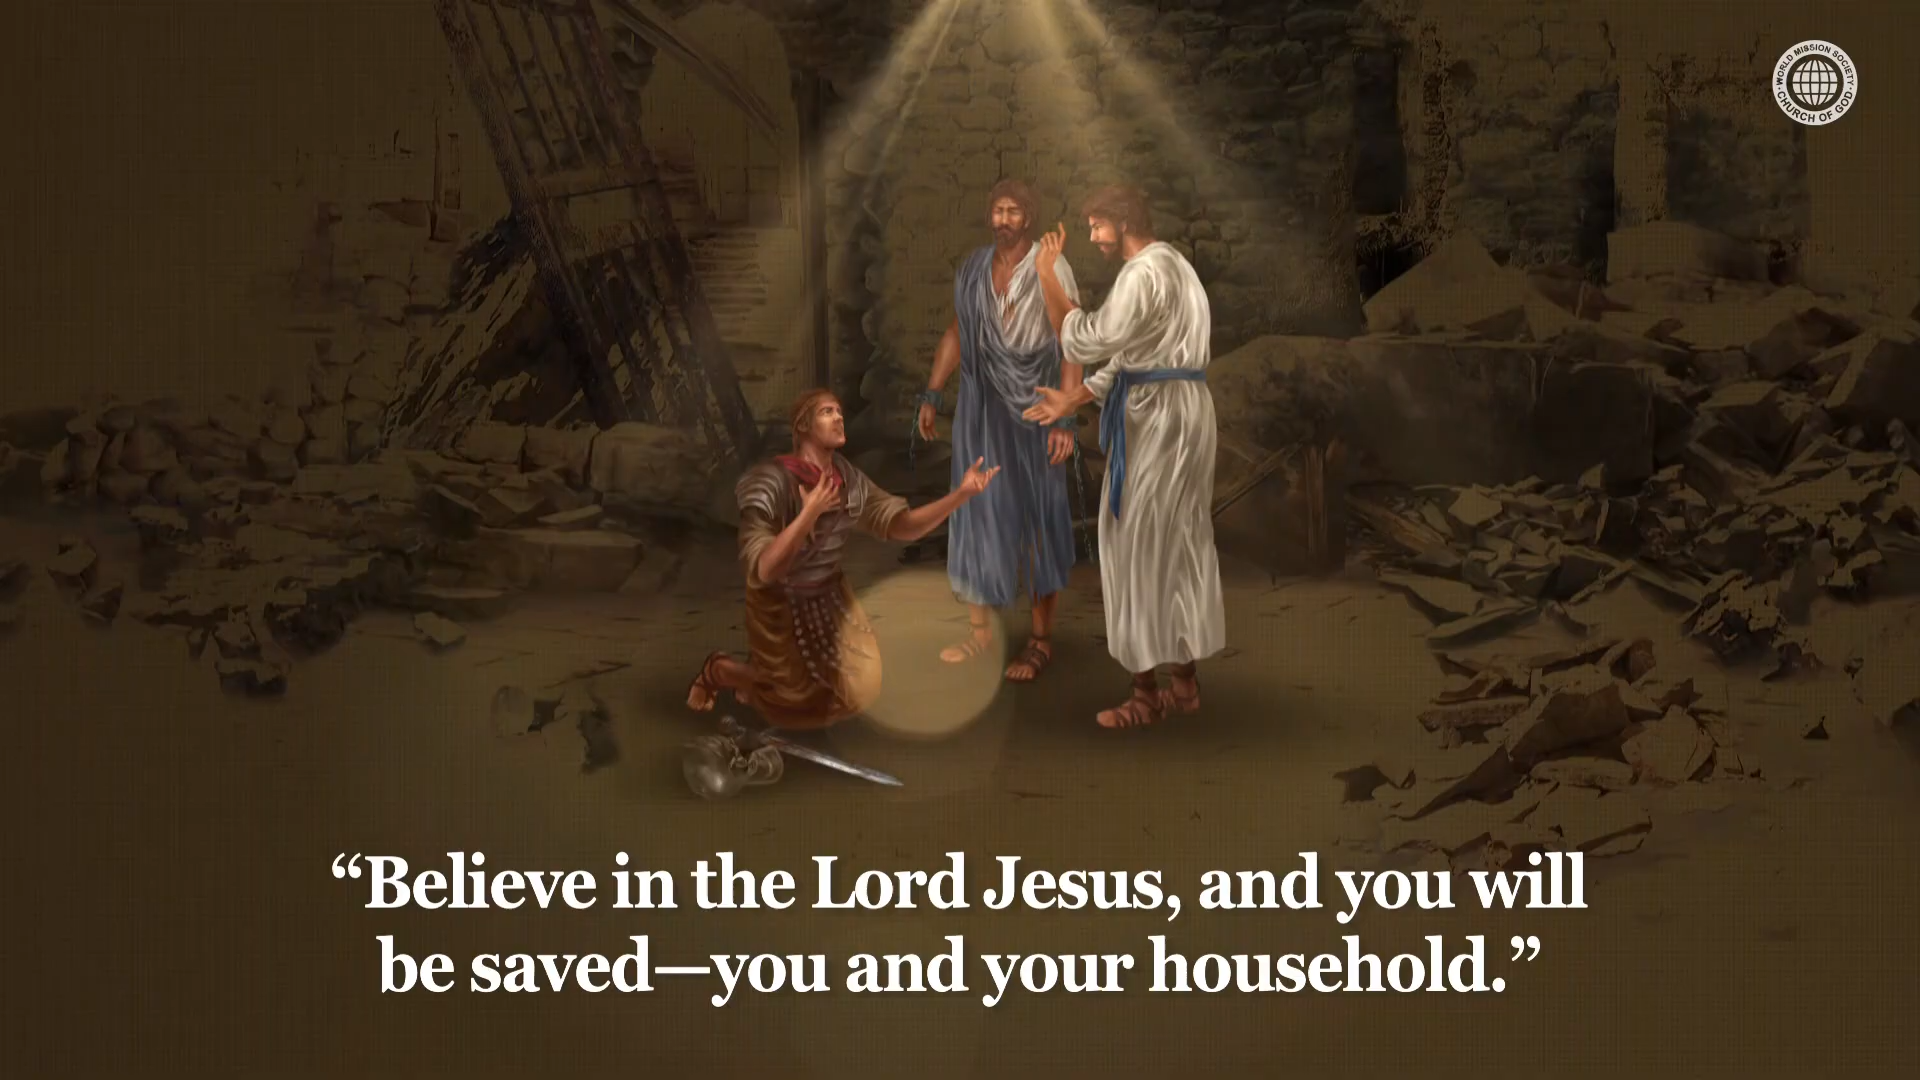 WORLD MISSION SOCIETY
CHURCH OF GOD
“Believe in the Lord Jesus, and you will
be saved—you and your household.”